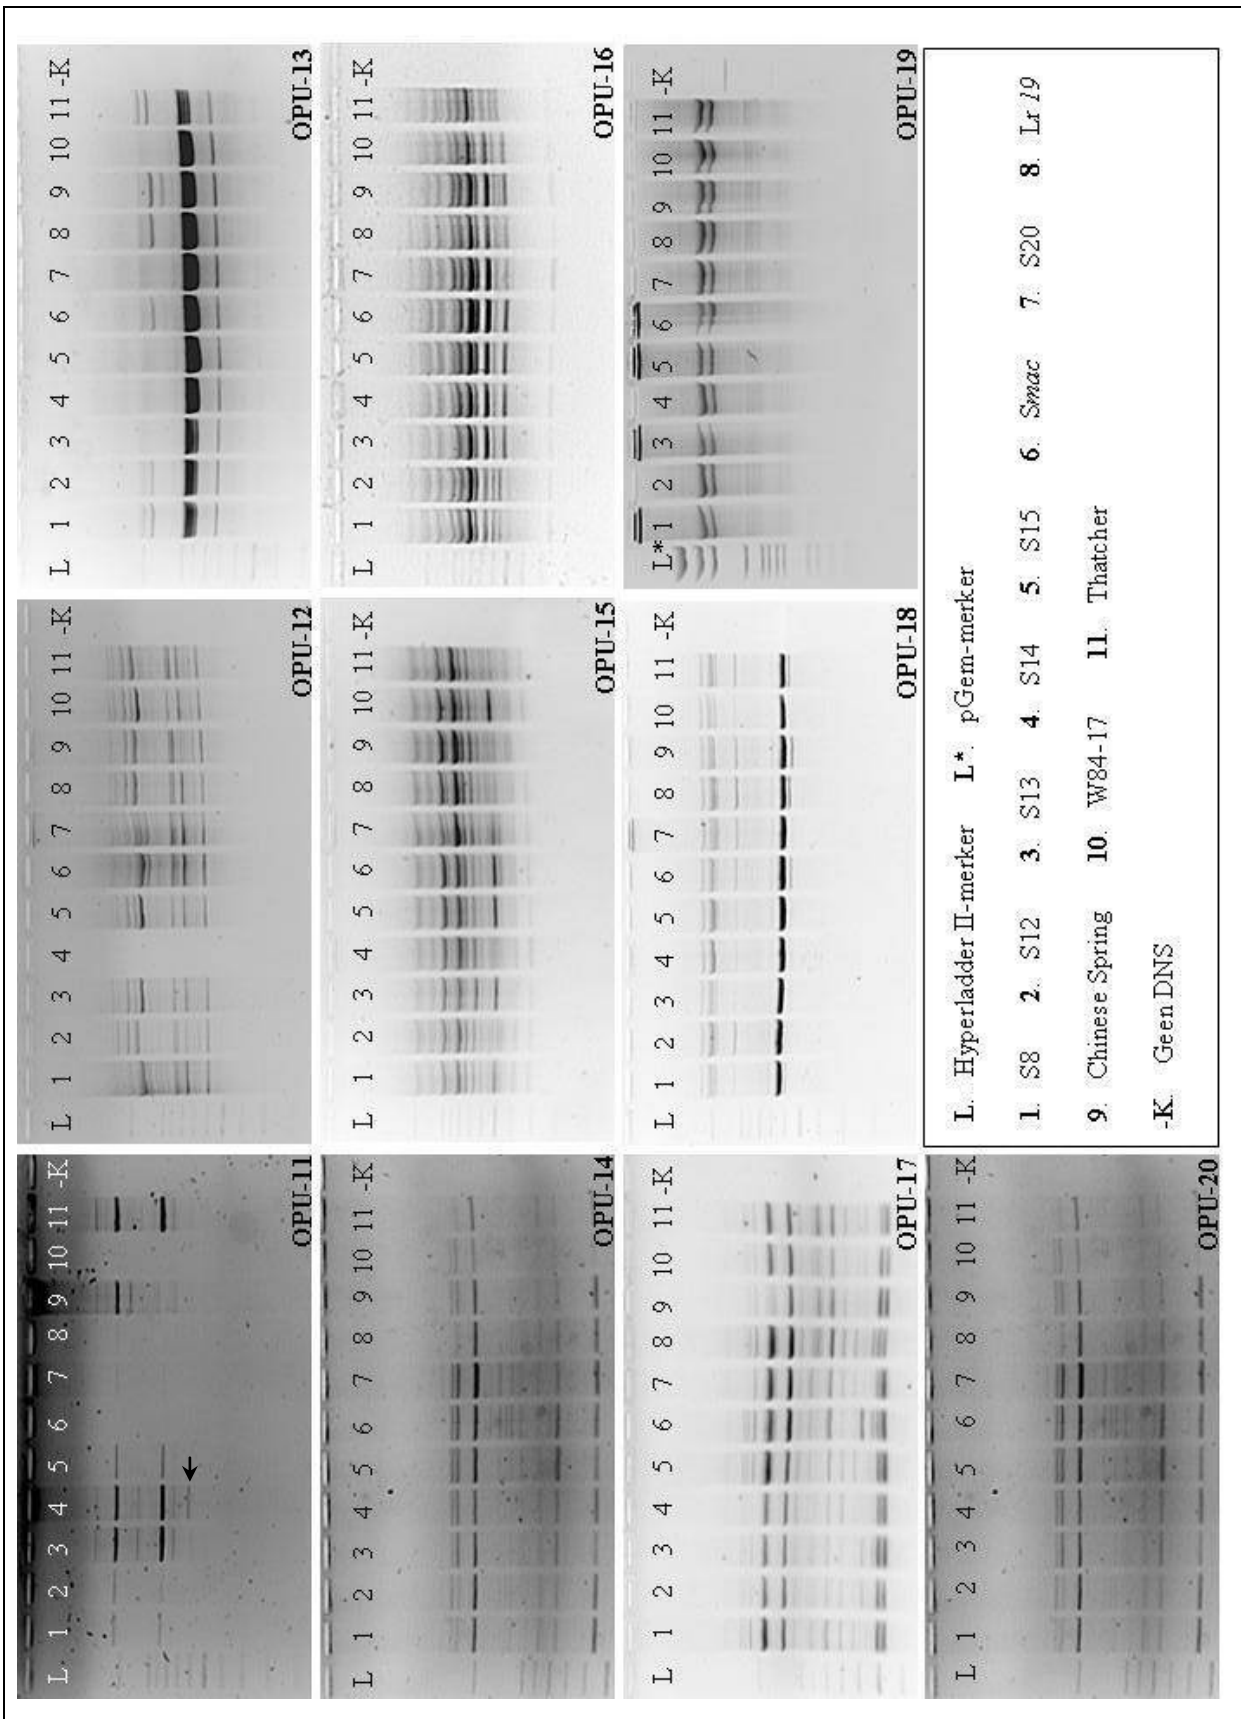 L 1 2 3 4 5 6 7 8 9 10 11 -K
OPU-11
L 1 2 3 4 5 6 7 8 9 10 11 -K
OPU-12
L 1 2 3 4 5 6 7 8 9 10 11 -K
OPU-13
L 1 2 3 4 5 6 7 8 9 10 11 -K
OPU-14
L 1 2 3 4 5 6 7 8 9 10 11 -K
OPU-15
L 1 2 3 4 5 6 7 8 9 10 11 -K
OPU-16
L 1 2 3 4 5 6 7 8 9 10 11 -K
OPU-17
L 1 2 3 4 5 6 7 8 9 10 11 -K
OPU-18
L* 1 2 3 4 5 6 7 8 9 10 11 -K
OPU-19
L 1 2 3 4 5 6 7 8 9 10 11 -K
OPU-20
L. Hyperladder II-merker L*. pGem-merker
1. S8 2. S12 3. S13 4. S14 5. S15 6. Smac 7. S20 8. Lr 19
9. Chinese Spring 10. W84-17 11. Thatcher
-K. Geen DNS